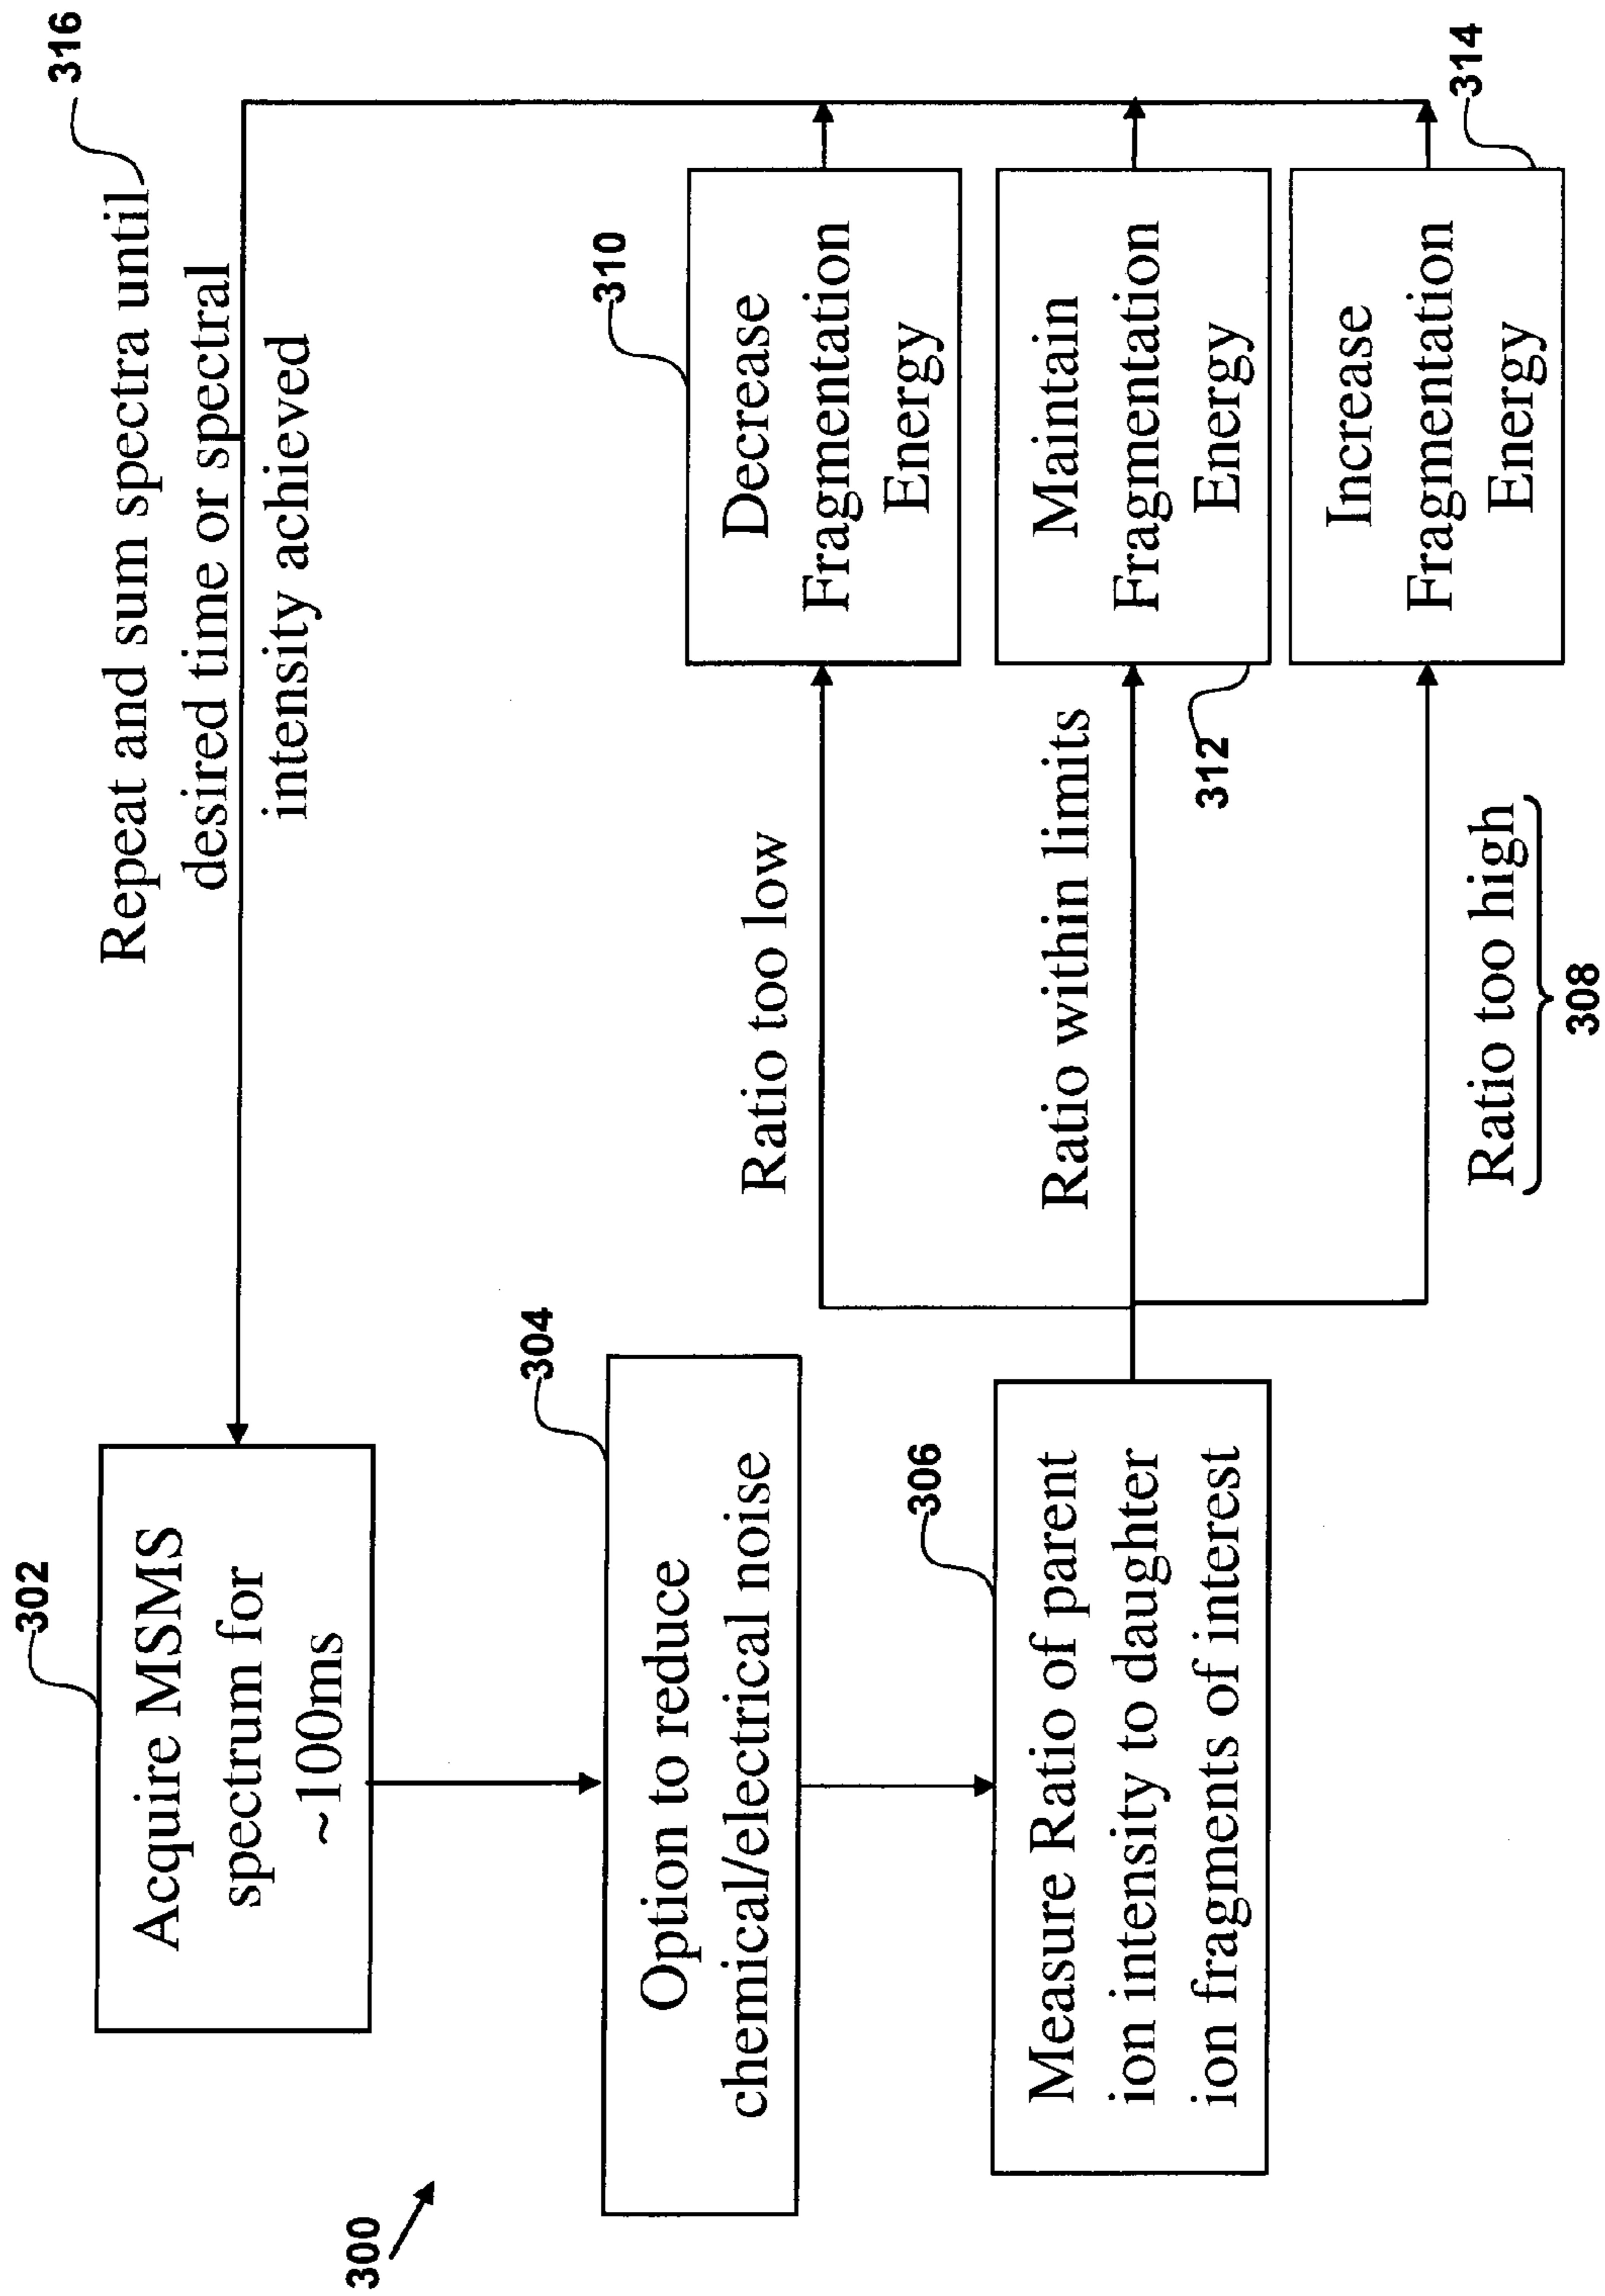 300
302
Acquire MSMS
spectrum for
~100ms
304
Option to reduce
chemical/electrical noise
306
Measure Ratio of parent
ion intensity to daughter
ion fragments of interest
Repeat and sum spectra until
desired time or spectral
intensity achieved
316
Ratio too low
Ratio within limits
Ratio too high
308
310
Decrease
Fragmentation
Energy
312
Maintain
Fragmentation
Energy
314
Increase
Fragmentation
Energy